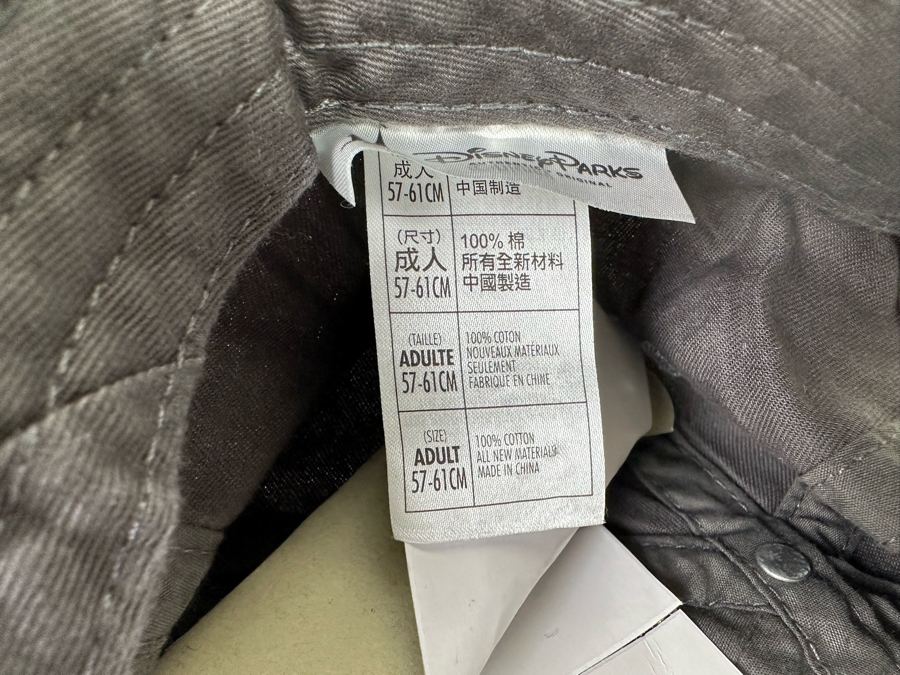 DISNEY PARKS
AUTHENTIC ORIGINAL
成人
57-61CM
中国制造
(尺寸)
成人
57-61CM
100% 棉
所有全新材料
中國製造
(TAILLE)
ADULTE
57-61CM
100% COTON
NOUVEAUX MATÉRIAUX
SEULEMENT
FABRIQUÉ EN CHINE
(SIZE)
ADULT
57-61CM
100% COTTON
ALL NEW MATERIALS
MADE IN CHINA